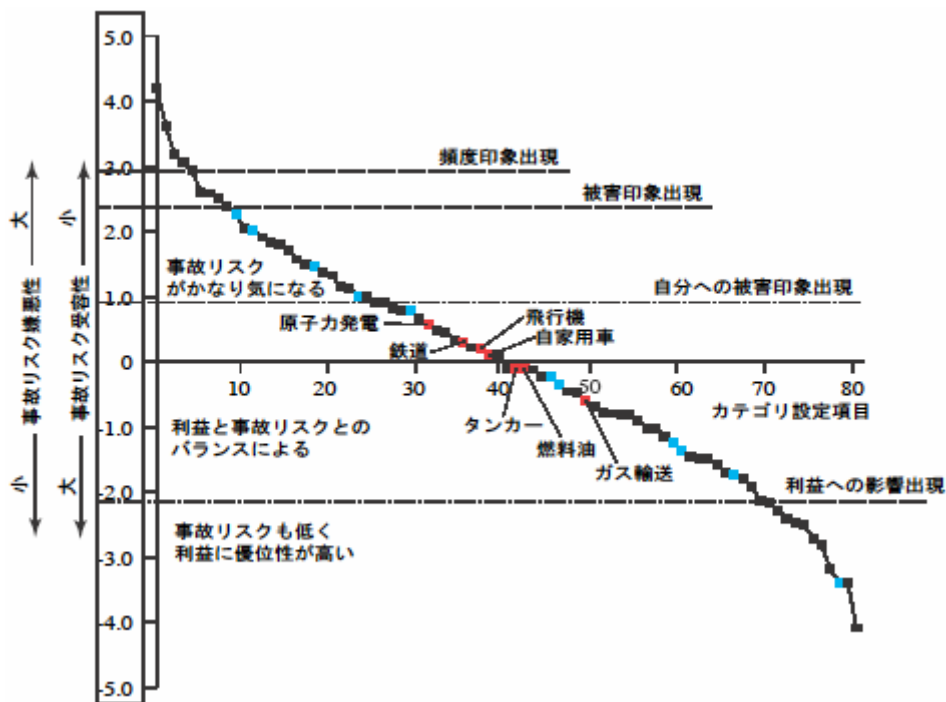 5.0
4.0
3.0
2.0
1.0
0
-1.0
-2.0
-3.0
-4.0
-5.0
大
事故リスク嫌悪性
小
小
事故リスク受容性
大
頻度印象出現
被害印象出現
事故リスク
がかなり気になる
自分への被害印象出現
原子力発電
飛行機
鉄道
自家用車
10
20
30
40
50
60
70
80
カテゴリ設定項目
タンカー
燃料油
ガス輸送
利益と事故リスクとの
バランスによる
利益への影響出現
事故リスクも低く
利益に優位性が高い